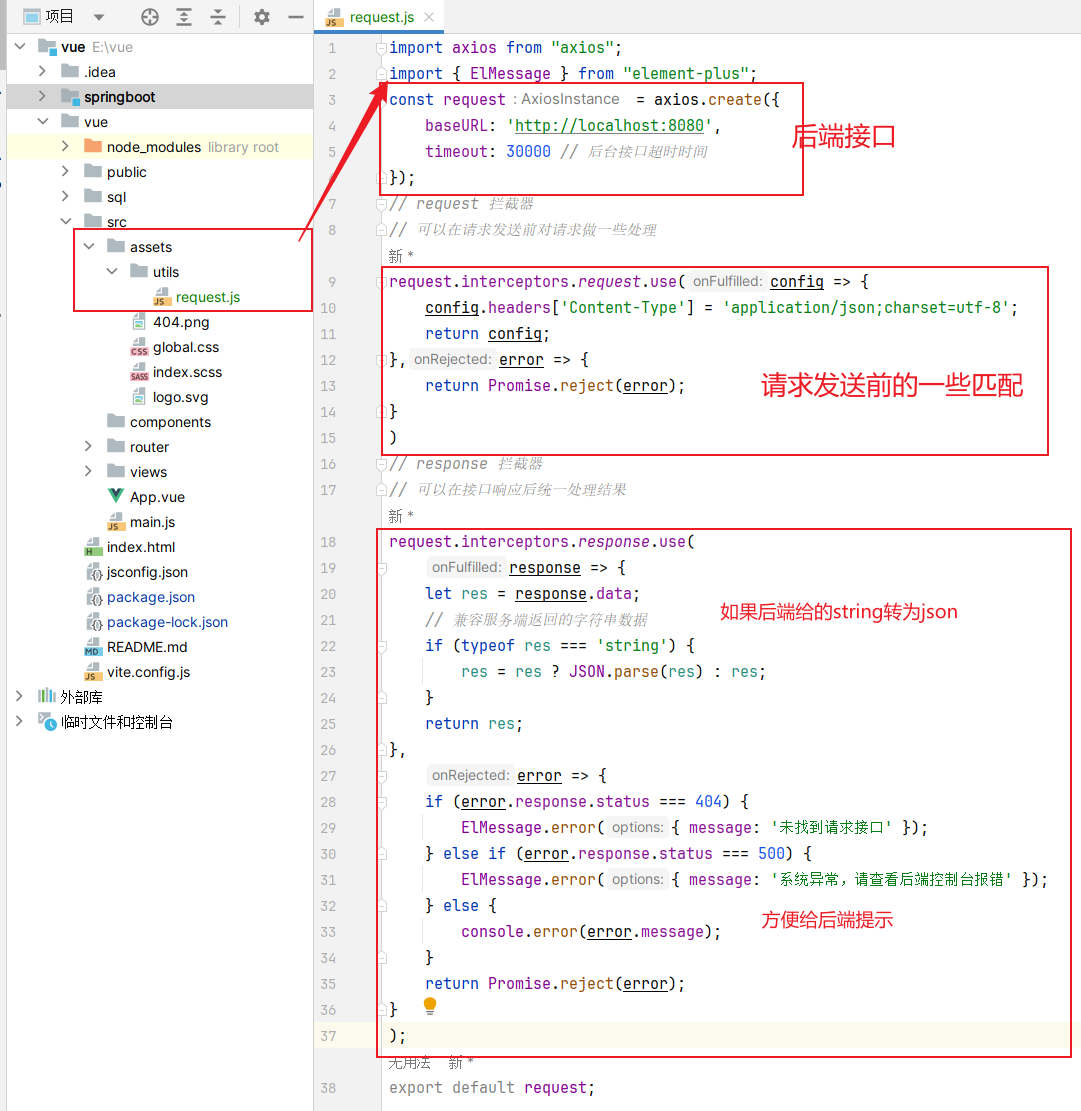 项目
request.js
vue E:\vue
.idea
springboot
vue
node_modules library root
public
sql
src
assets
utils
request.js
404.png
global.css
index.scss
logo.svg
components
router
views
App.vue
main.js
index.html
jsconfig.json
package.json
package-lock.json
README.md
vite.config.js
外部库
临时文件和控制台
1 import axios from "axios";
2 import { ElMessage } from "element-plus";
3 const request : AxiosInstance = axios.create({
4 baseURL: 'http://localhost:8080',
后端接口
5 timeout: 30000 // 后台接口超时时间
});
7 // request 拦截器
8 // 可以在请求发送前对请求做一些处理
新 *
9 request.interceptors.request.use( onFulfilled: config => {
10 config.headers['Content-Type'] = 'application/json;charset=utf-8';
11 return config;
12 }, onRejected: error => {
13 return Promise.reject(error);
请求发送前的一些匹配
14 }
15 )
16 // response 拦截器
17 // 可以在接口响应后统一处理结果
新 *
18 request.interceptors.response.use(
19 onFulfilled: response => {
20 let res = response.data;
如果后端给的string转为json
21 // 兼容服务端返回的字符串数据
22 if (typeof res === 'string') {
23 res = res ? JSON.parse(res) : res;
24 }
25 return res;
26 },
27 onRejected: error => {
28 if (error.response.status === 404) {
29 ElMessage.error( options: { message: '未找到请求接口' });
30 } else if (error.response.status === 500) {
31 ElMessage.error( options: { message: '系统异常，请查看后端控制台报错' });
32 } else {
方便给后端提示
33 console.error(error.message);
34 }
35 return Promise.reject(error);
36 }
37 );
无用法 新 *
38 export default request;